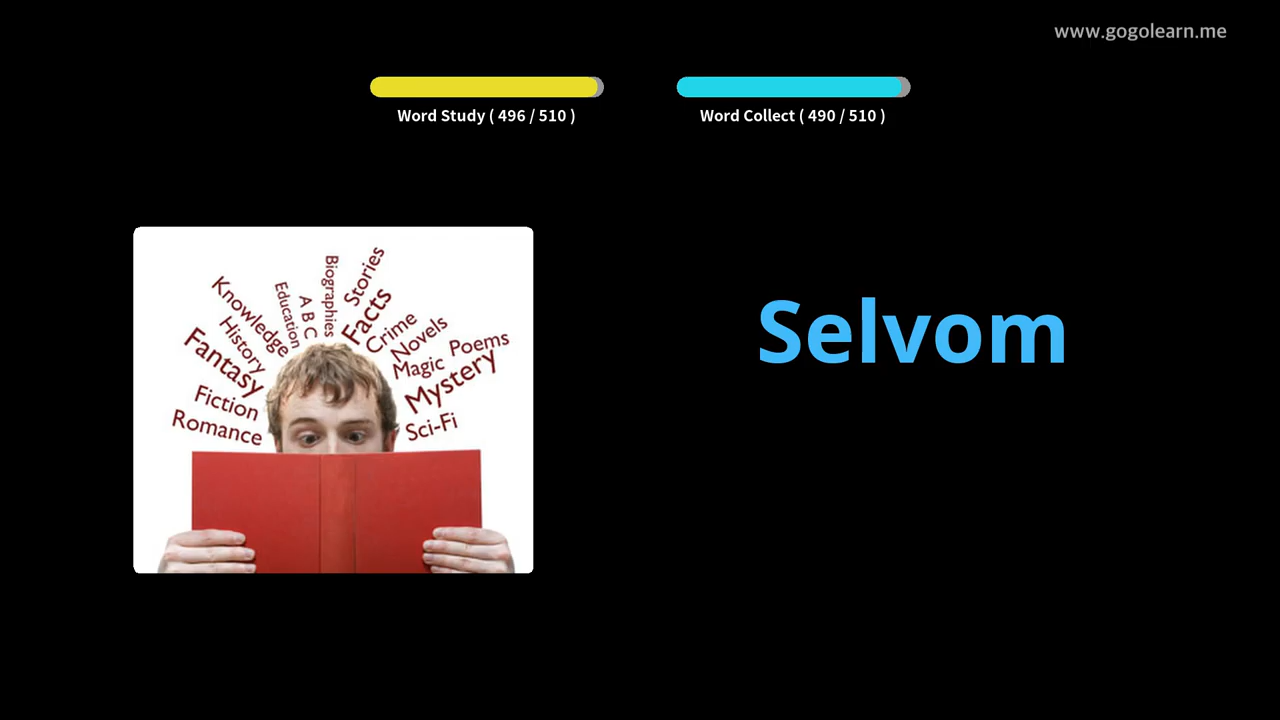 www.gogolearn.me
Word Study ( 496 / 510 )
Word Collect ( 490 / 510 )
Selvom
Romance
Fiction
Fantasy
History
Knowledge
Education
A B C
Biographies
Stories
Facts
Crime
Novels
Magic
Poems
Mystery
Sci-Fi